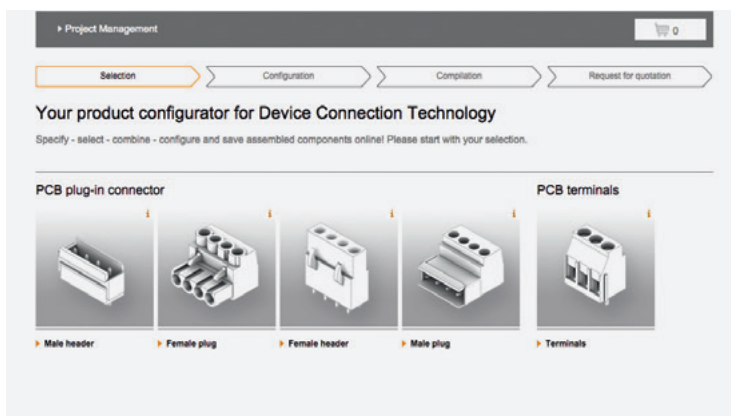 Project Management
0
Selection
Configuration
Compilation
Request for quotation
Your product configurator for Device Connection Technology
Specify - select - combine - configure and save assembled components online! Please start with your selection.
PCB plug-in connector
PCB terminals
i
i
i
i
i
Male header
Female plug
Female header
Male plug
Terminals